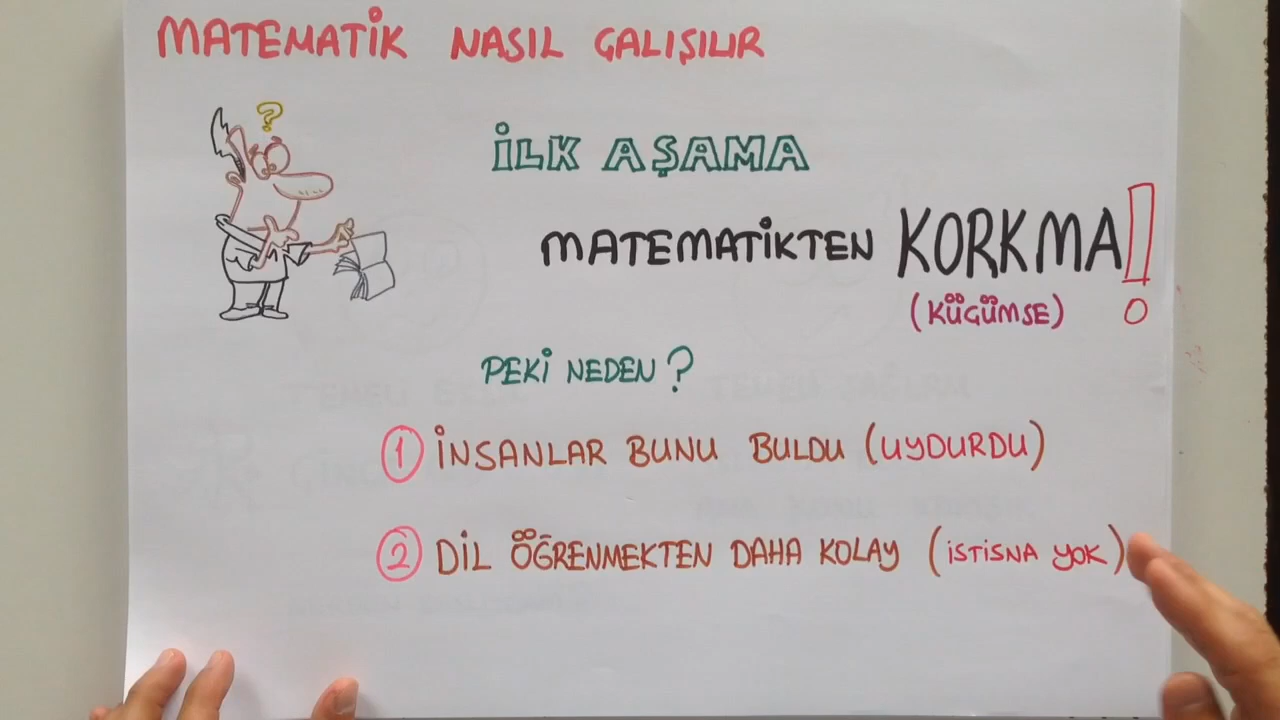 MATEMATİK NASIL ÇALIŞILIR
?
İLK AŞAMA
MATEMATİKTEN KORKMA!
(KÜÇÜMSE)
PEKİ NEDEN?
1 İNSANLAR BUNU BULDU (UYDURDU)
2 DİL ÖĞRENMEKTEN DAHA KOLAY (İSTİSNA YOK)